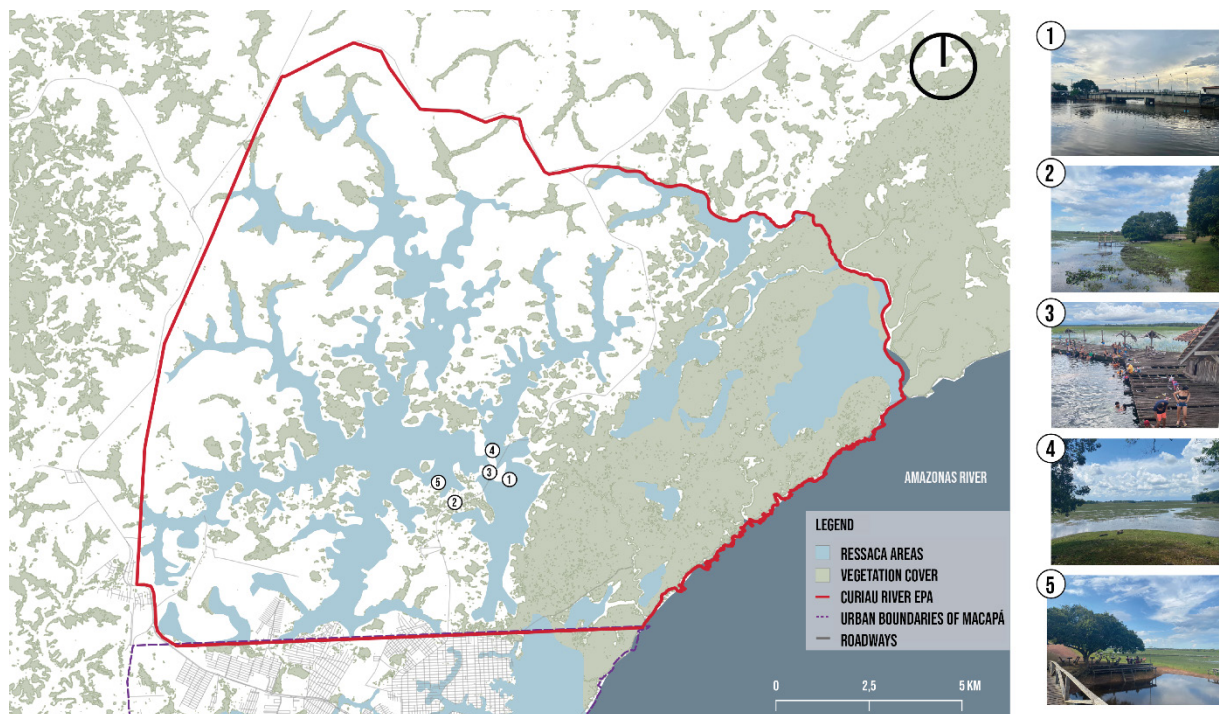 1
2
3
4
5
4
3
1
5
2
AMAZONAS RIVER
LEGEND
RESSACA AREAS
VEGETATION COVER
CURIAU RIVER EPA
URBAN BOUNDARIES OF MACAPÁ
ROADWAYS
0 2,5 5 KM